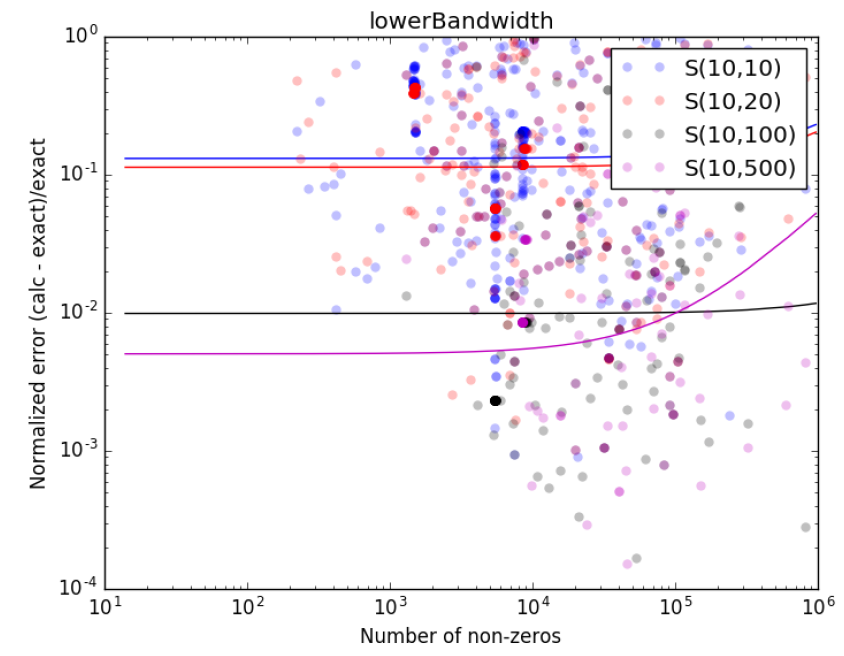 lowerBandwidth
10^0
10^-1
10^-2
10^-3
10^-4
Normalized error (calc - exact)/exact
S(10,10)
S(10,20)
S(10,100)
S(10,500)
10^1 10^2 10^3 10^4 10^5 10^6
Number of non-zeros